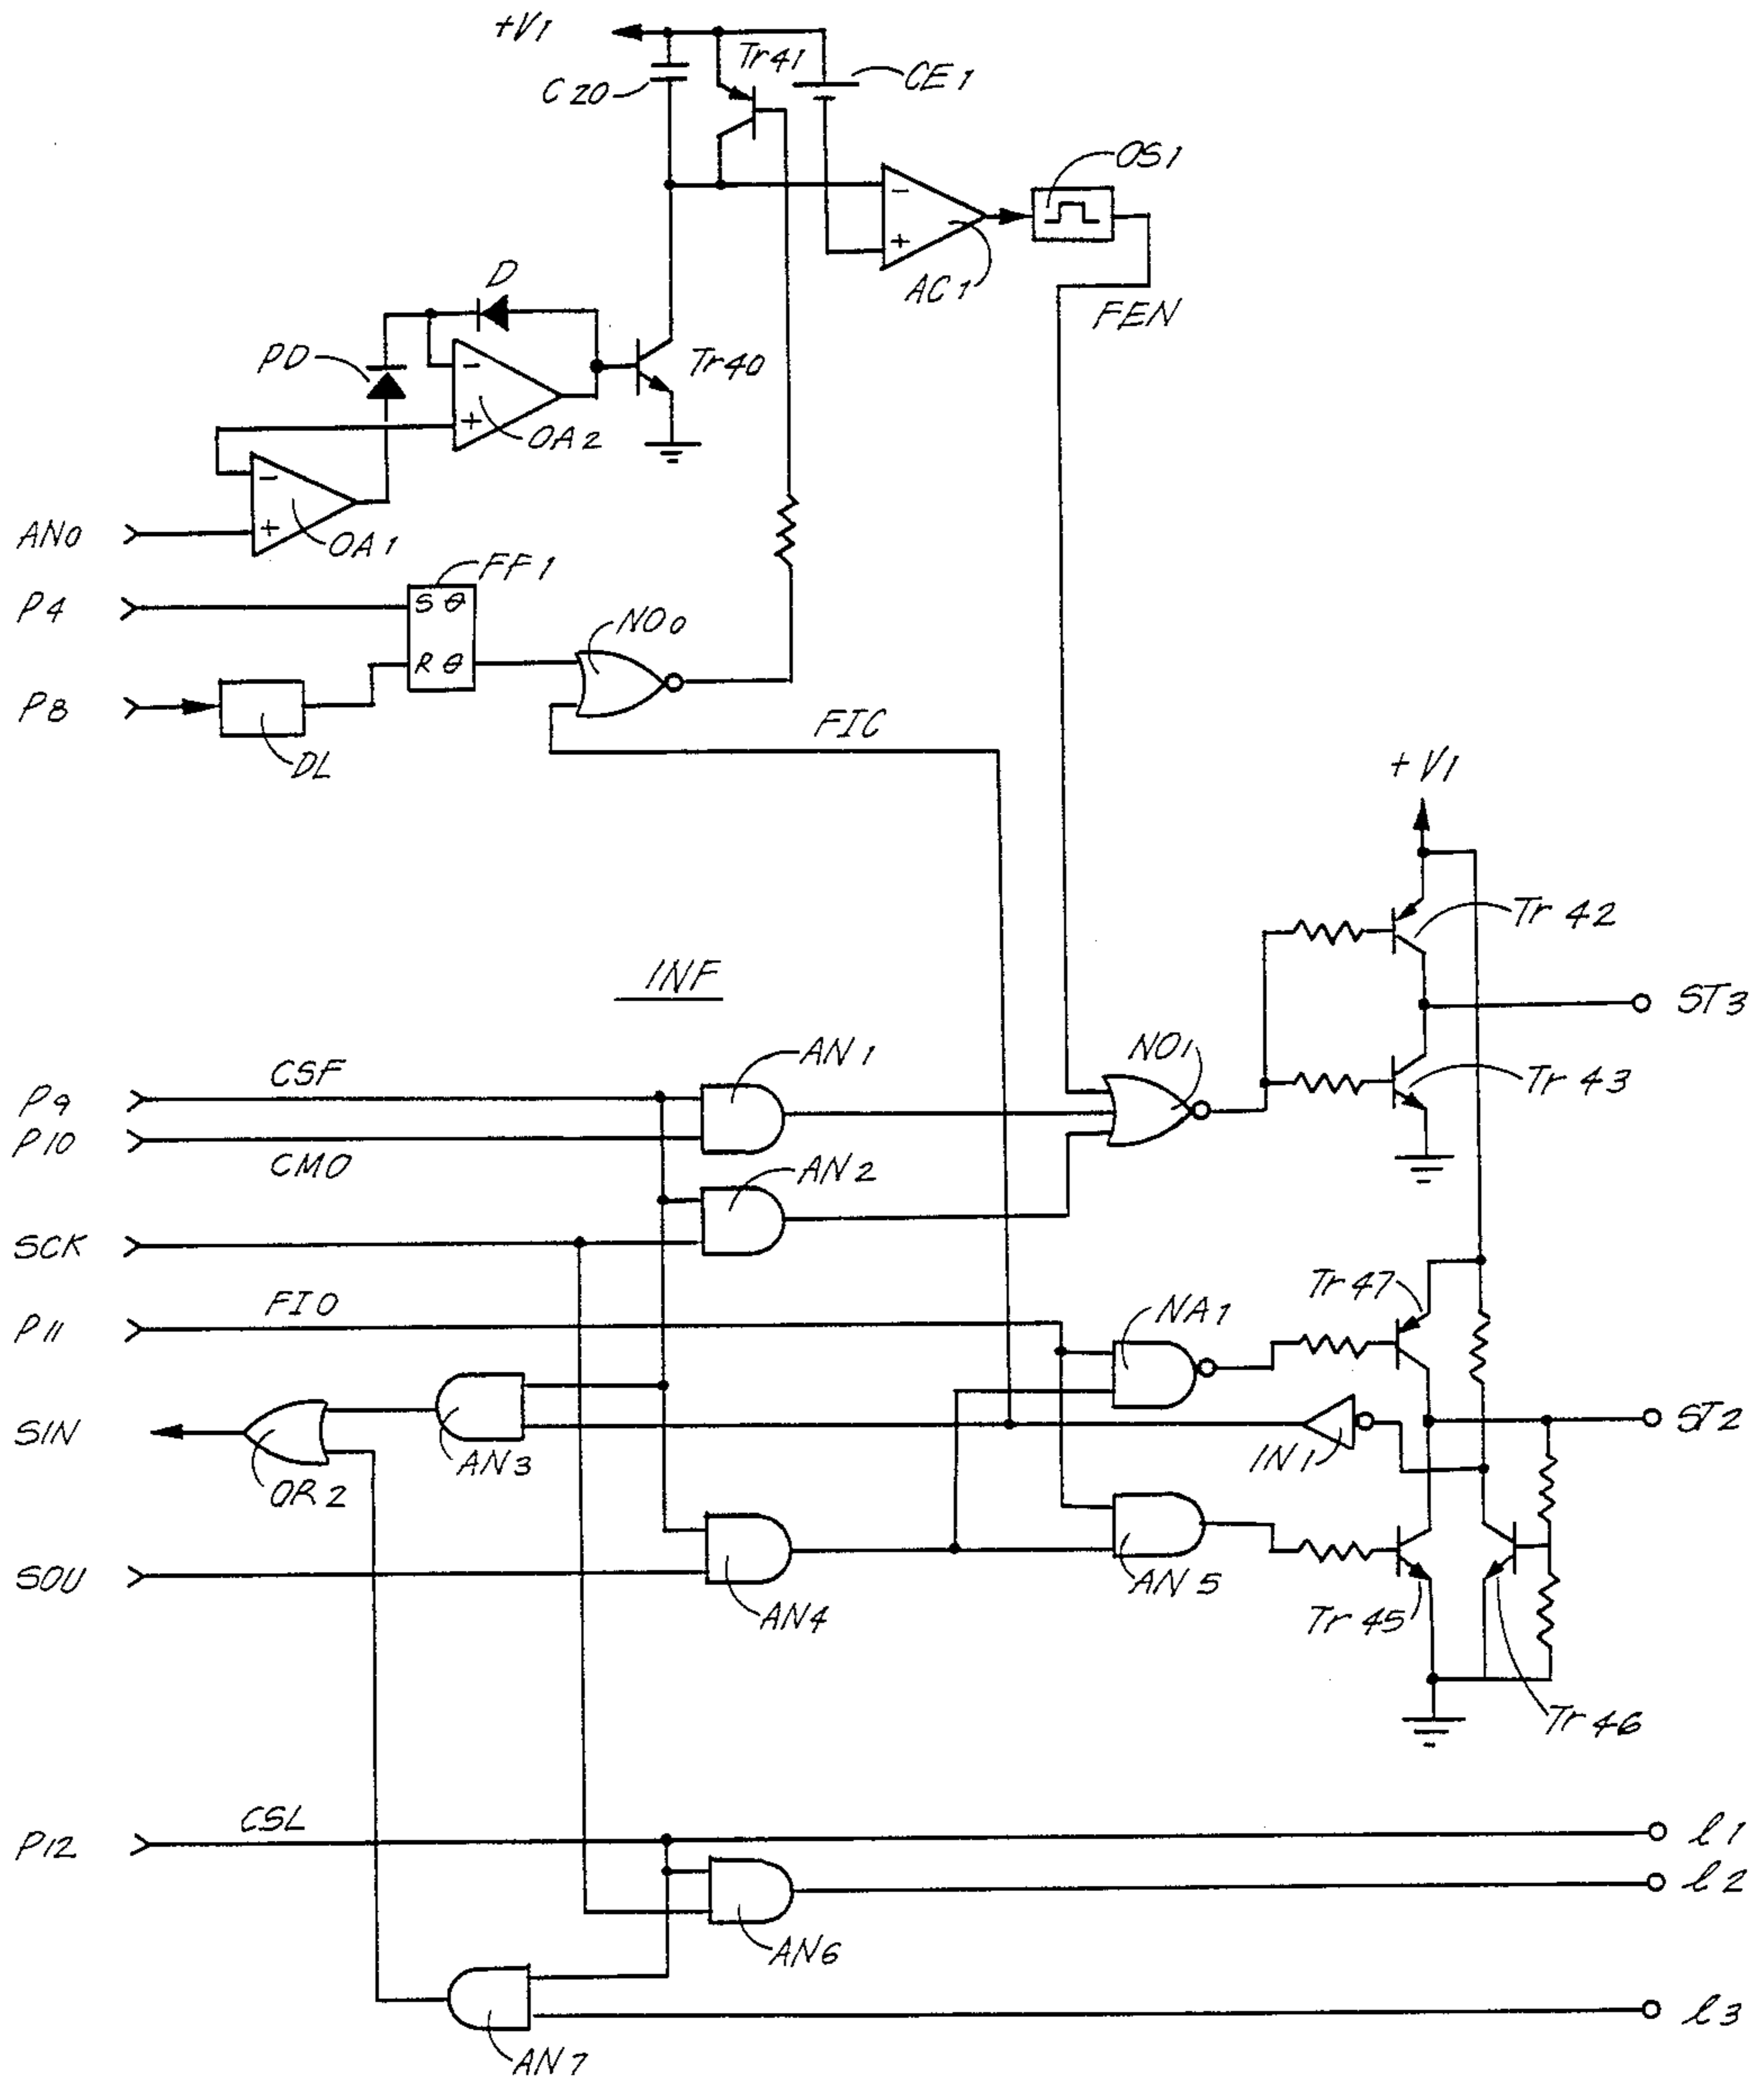 +V1
Tr41
CE1
C20
OS1
AC1
FEN
D
PD
Tr40
OA2
AN0
OA1
FF1
P4
S Q
NO0
R Q
P8
DL
FIC
+V1
Tr42
INF
ST3
AN1
NO1
CSF
P9
Tr43
P10
CMO
AN2
SCK
Tr47
FIO
NA1
P11
SIN
ST2
AN3
IN1
OR2
SOU
AN5
AN4
Tr45
Tr46
CSL
P12
l1
l2
AN6
l3
AN7